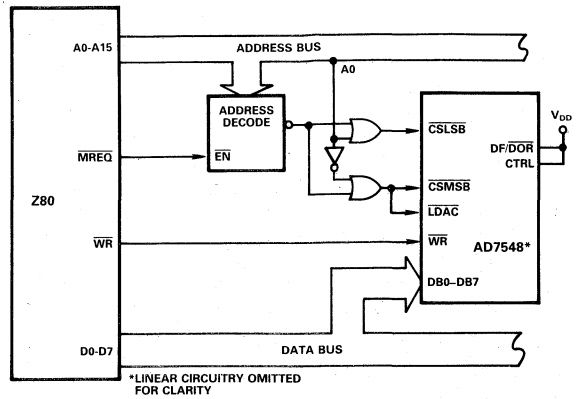 A0-A15
ADDRESS BUS
A0
ADDRESS
DECODE
V_DD
CSLSB
DF/DOR
CTRL
MREQ
EN
CSMSB
Z80
LDAC
AD7548*
WR
WR
DB0–DB7
D0-D7
DATA BUS
*LINEAR CIRCUITRY OMITTED
FOR CLARITY